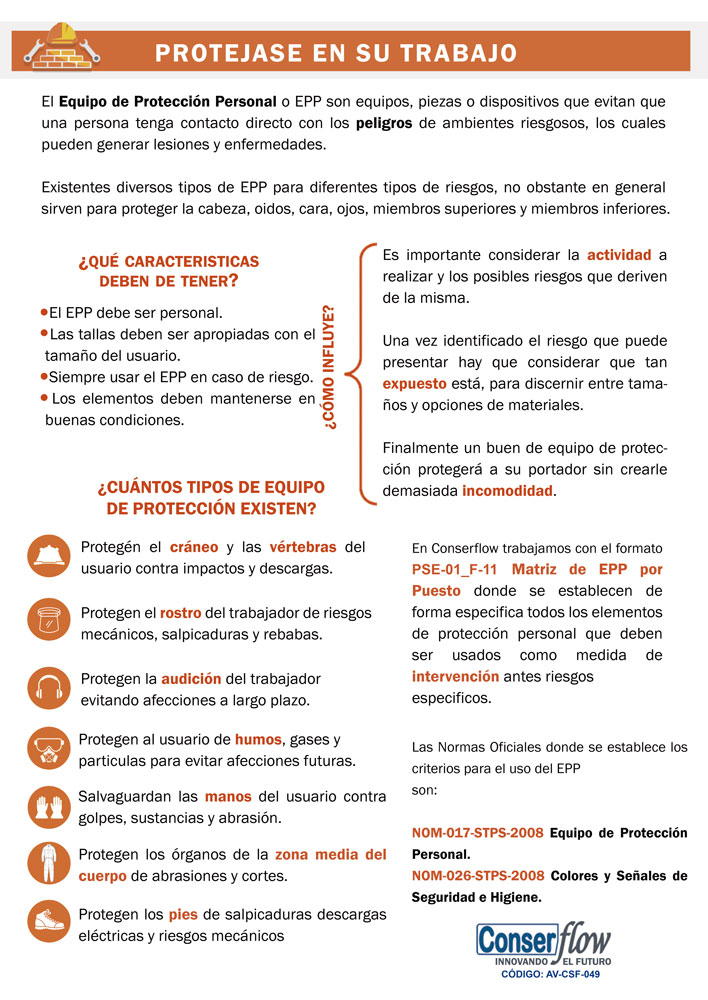 PROTEJASE EN SU TRABAJO
El Equipo de Protección Personal o EPP son equipos, piezas o dispositivos que evitan que
una persona tenga contacto directo con los peligros de ambientes riesgosos, los cuales
pueden generar lesiones y enfermedades.
Existentes diversos tipos de EPP para diferentes tipos de riesgos, no obstante en general
sirven para proteger la cabeza, oidos, cara, ojos, miembros superiores y miembros inferiores.
¿QUÉ CARACTERISTICAS
DEBEN DE TENER?
•El EPP debe ser personal.
•Las tallas deben ser apropiadas con el
tamaño del usuario.
•Siempre usar el EPP en caso de riesgo.
• Los elementos deben mantenerse en
buenas condiciones.
¿CÓMO INFLUYE?
Es importante considerar la actividad a
realizar y los posibles riesgos que deriven
de la misma.
Una vez identificado el riesgo que puede
presentar hay que considerar que tan
expuesto está, para discernir entre tama-
ños y opciones de materiales.
Finalmente un buen de equipo de protec-
ción protegerá a su portador sin crearle
demasiada incomodidad.
¿CUÁNTOS TIPOS DE EQUIPO
DE PROTECCIÓN EXISTEN?
Protegén el cráneo y las vértebras del
usuario contra impactos y descargas.
Protegen el rostro del trabajador de riesgos
mecánicos, salpicaduras y rebabas.
Protegen la audición del trabajador
evitando afecciones a largo plazo.
Protegen al usuario de humos, gases y
particulas para evitar afecciones futuras.
Salvaguardan las manos del usuario contra
golpes, sustancias y abrasión.
Protegen los órganos de la zona media del
cuerpo de abrasiones y cortes.
Protegen los pies de salpicaduras descargas
eléctricas y riesgos mecánicos
En Conserflow trabajamos con el formato
PSE-01_F-11 Matriz de EPP por
Puesto donde se establecen de
forma especifica todos los elementos
de protección personal que deben
ser usados como medida de
intervención antes riesgos
especificos.
Las Normas Oficiales donde se establece los
criterios para el uso del EPP
son:
NOM-017-STPS-2008 Equipo de Protección
Personal.
NOM-026-STPS-2008 Colores y Señales de
Seguridad e Higiene.
Conserflow
INNOVANDO EL FUTURO
CÓDIGO: AV-CSF-049